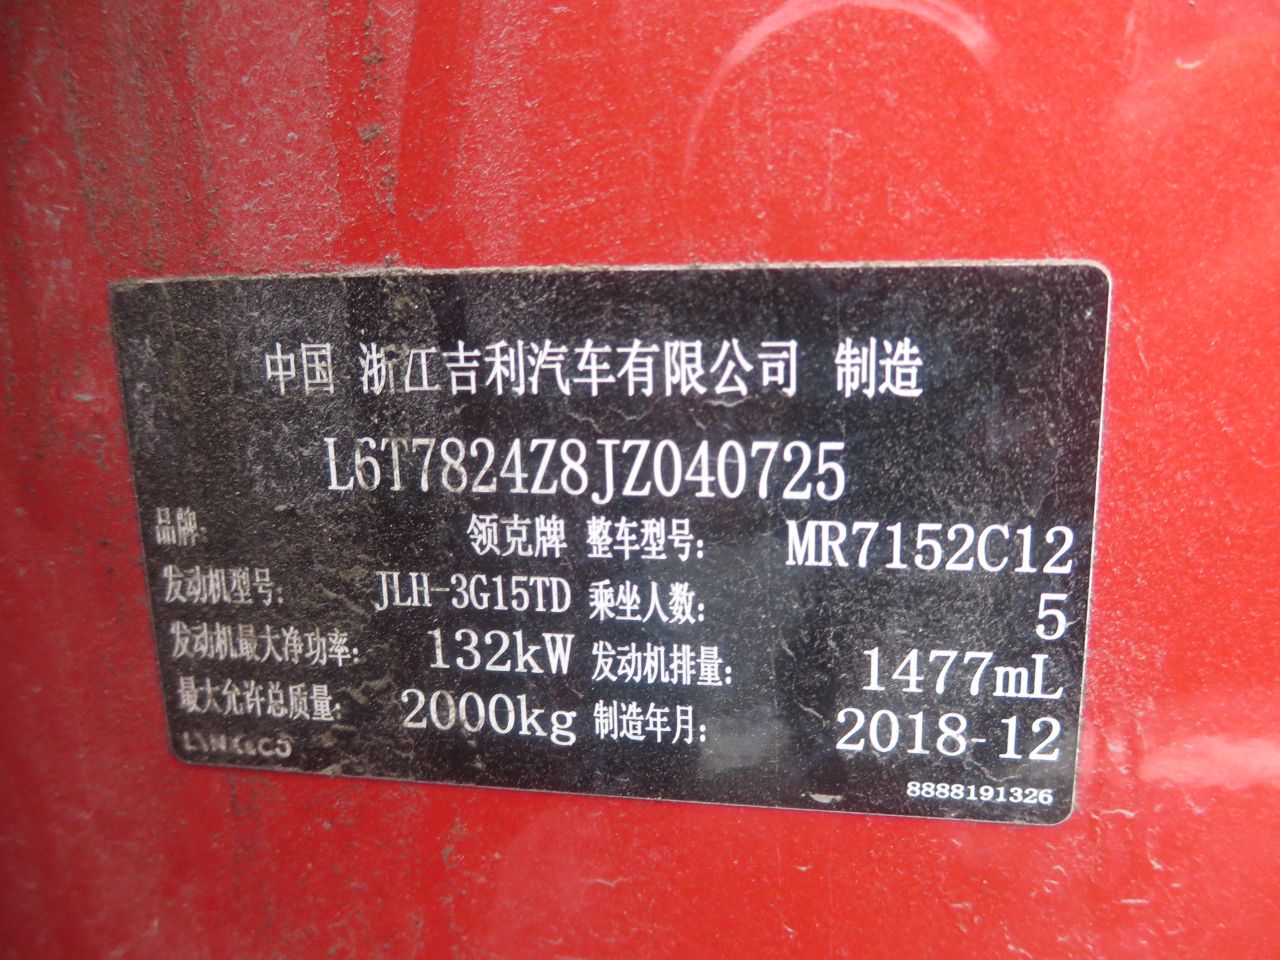 中国 浙江吉利汽车有限公司 制造
L6T7824Z8JZ040725
品牌: 领克牌 整车型号: MR7152C12
发动机型号: JLH-3G15TD 乘坐人数: 5
发动机最大净功率: 132kW 发动机排量: 1477mL
最大允许总质量: 2000kg 制造年月: 2018-12
LYNK&CO
8888191326